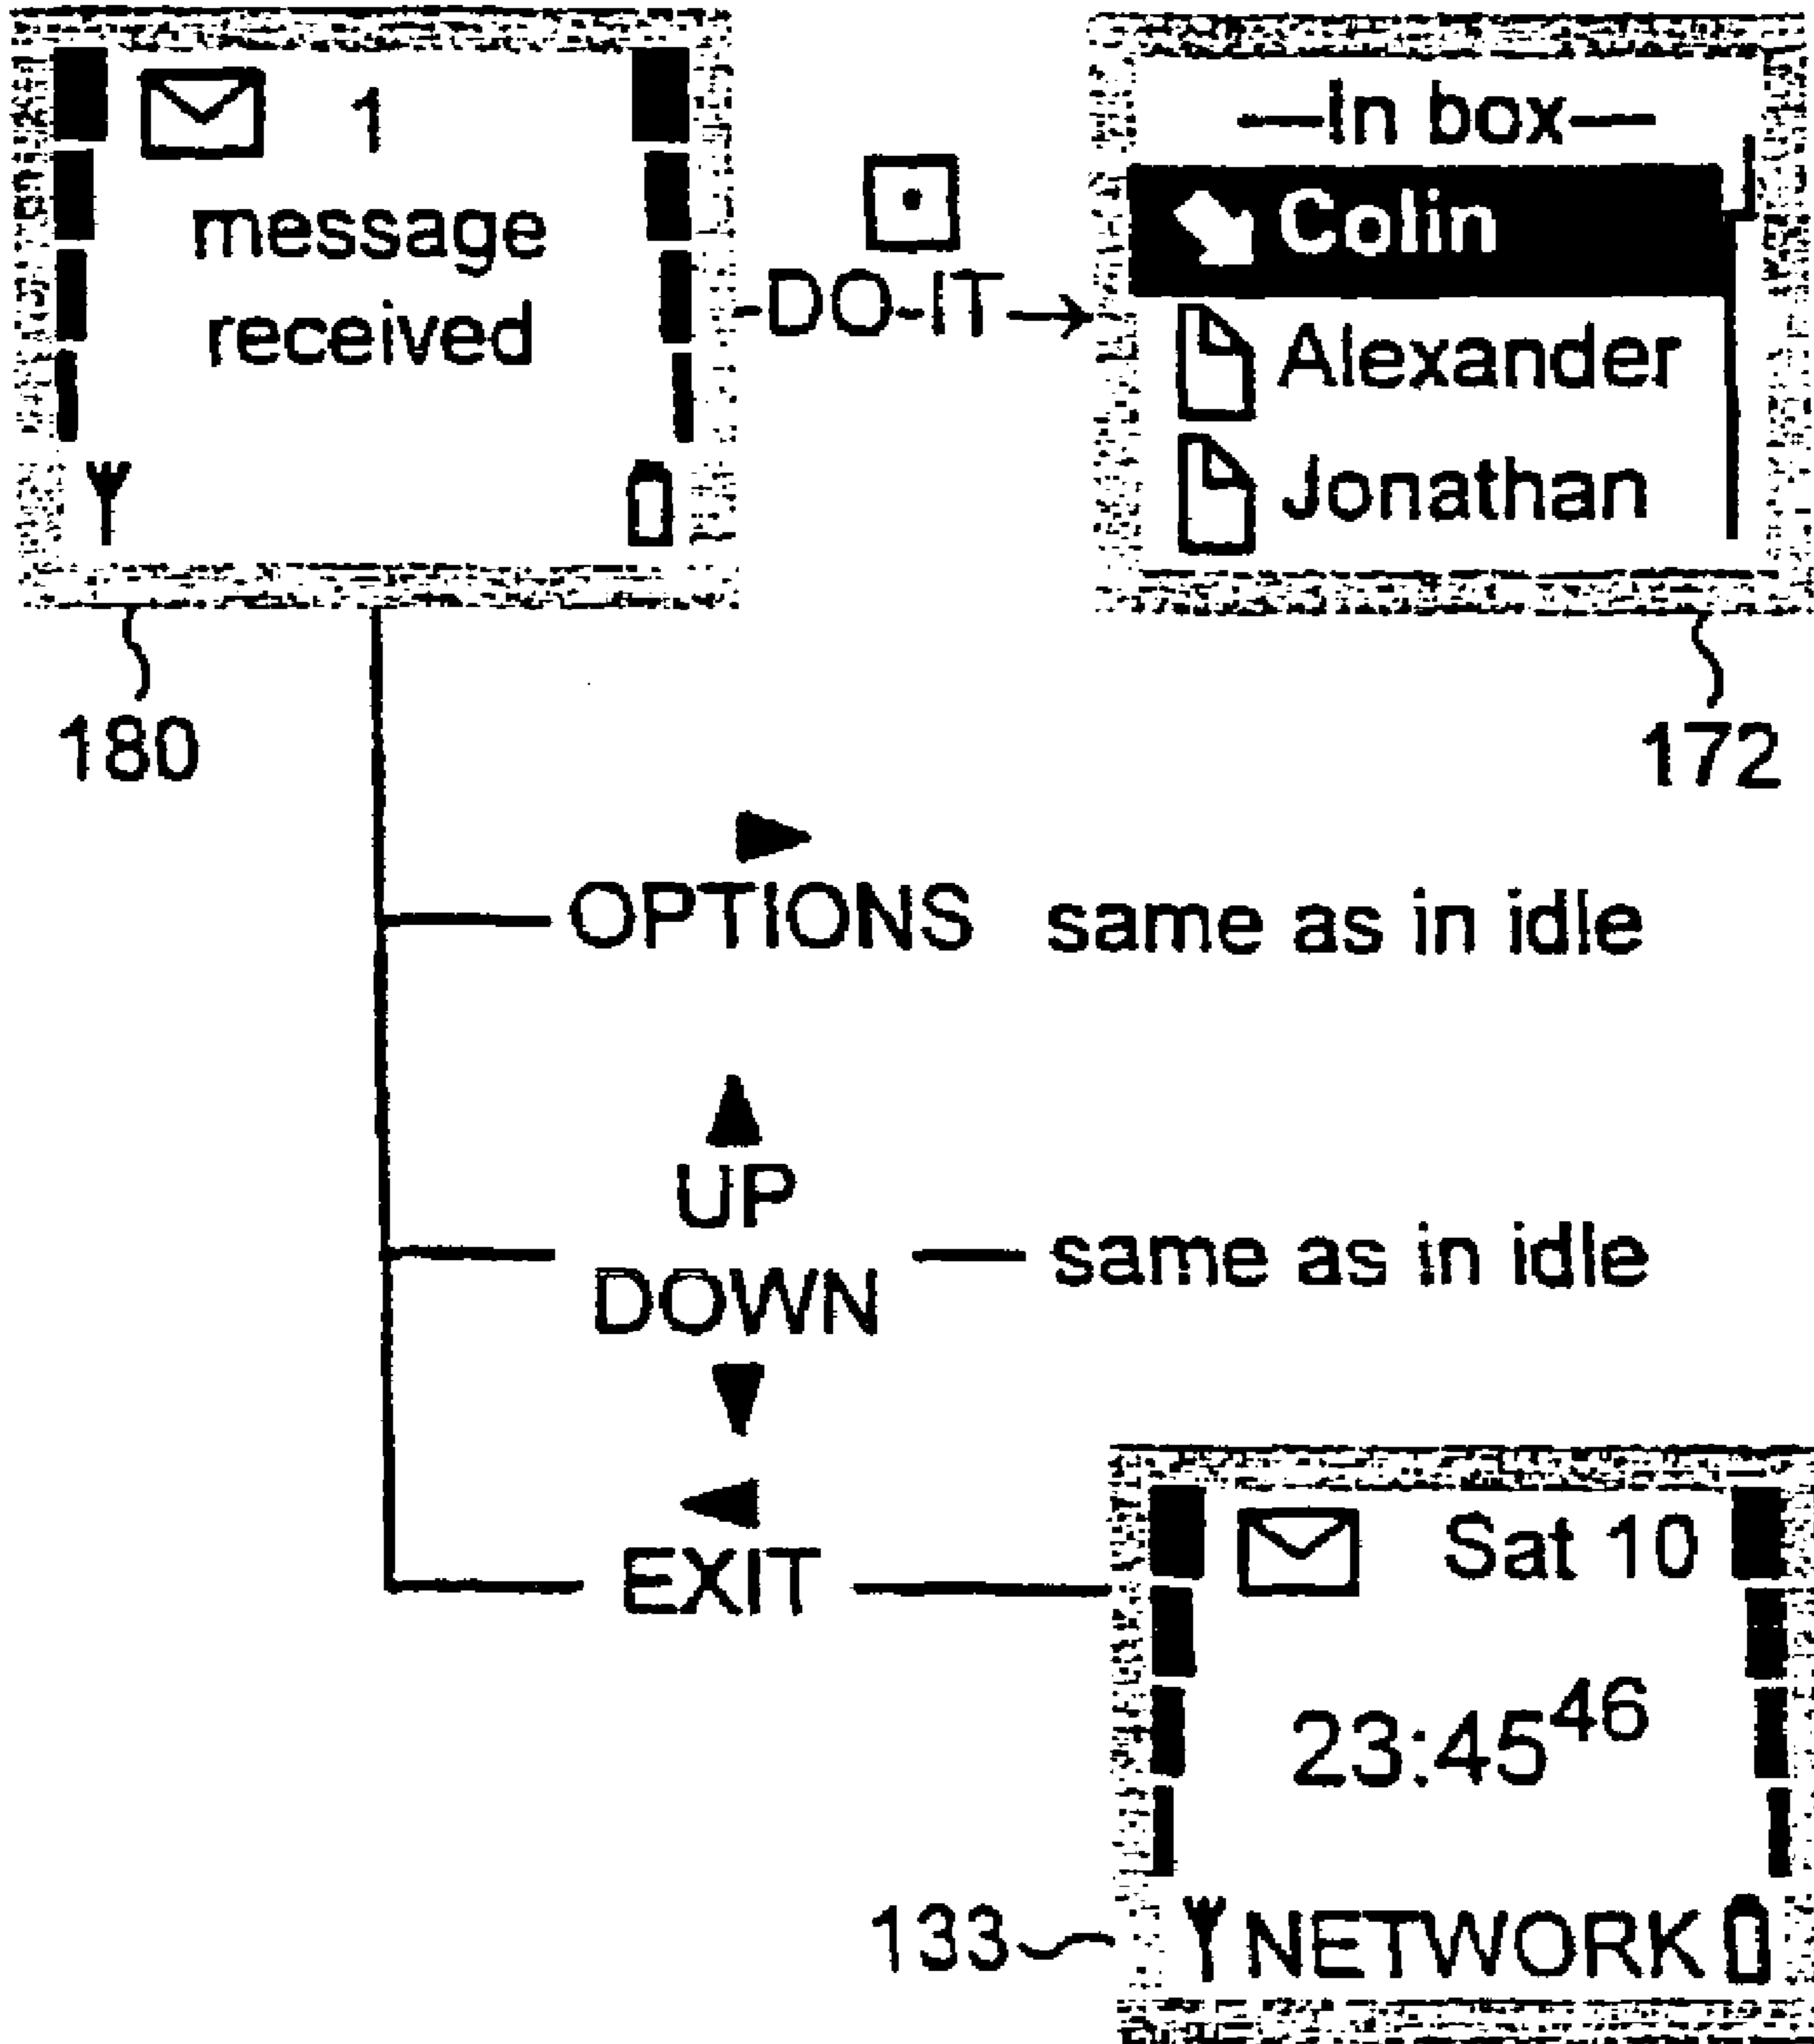 1
message
received
-DO-IT→
—In box—
Colin
Alexander
Jonathan
180
172
OPTIONS same as in idle
UP
DOWN — same as in idle
EXIT
Sat 10
23:45⁴⁶
133
NETWORK